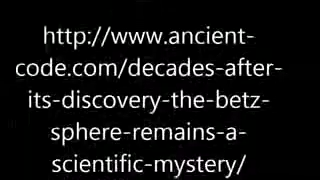 http://www.ancient-
code.com/decades-after-
its-discovery-the-betz-
sphere-remains-a-
scientific-mystery/